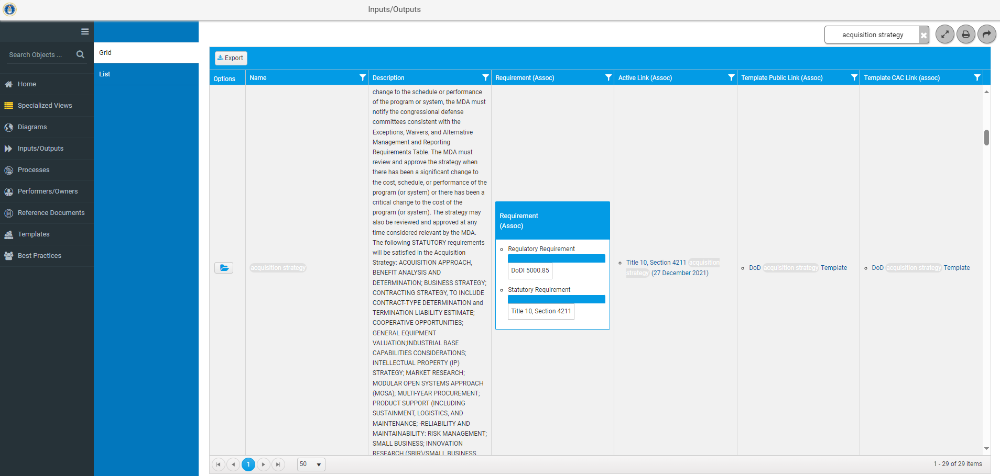 Inputs/Outputs
acquisition strategy
Search Objects ...
Home
Specialized Views
Diagrams
Inputs/Outputs
Processes
Performers/Owners
Reference Documents
Templates
Best Practices
Grid
List
Export
Options
Name
Description
Requirement (Assoc)
Active Link (Assoc)
Template Public Link (Assoc)
Template CAC Link (assoc)
acquisition strategy
change to the schedule or performance
of the program or system, the MDA must
notify the congressional defense
committees consistent with the
Exceptions, Waivers, and Alternative
Management and Reporting
Requirements Table. The MDA must
review and approve the strategy when
there has been a significant change to
the cost, schedule, or performance of the
program (or system) or there has been a
critical change to the cost of the
program (or system). The strategy may
also be reviewed and approved at any
time considered relevant by the MDA.
The following STATUTORY requirements
will be satisfied in the Acquisition
Strategy: ACQUISITION APPROACH,
BENEFIT ANALYSIS AND
DETERMINATION; BUSINESS STRATEGY;
CONTRACTING STRATEGY, TO INCLUDE
CONTRACT-TYPE DETERMINATION and
TERMINATION LIABILITY ESTIMATE;
COOPERATIVE OPPORTUNITIES;
GENERAL EQUIPMENT
VALUATION;INDUSTRIAL BASE
CAPABILITIES CONSIDERATIONS;
INTELLECTUAL PROPERTY (IP)
STRATEGY; MARKET RESEARCH;
MODULAR OPEN SYSTEMS APPROACH
(MOSA); MULTI-YEAR PROCUREMENT;
PRODUCT SUPPORT (INCLUDING
SUSTAINMENT, LOGISTICS, AND
MAINTENANCE; ·RELIABILITY AND
MAINTAINABILITY: RISK MANAGEMENT;
SMALL BUSINESS; INNOVATION
RESEARCH (SBIR)/SMALL BUSINESS
Requirement
(Assoc)
Regulatory Requirement
DoDI 5000.85
Statutory Requirement
Title 10, Section 4211
Title 10, Section 4211 acquisition
strategy (27 December 2021)
DoD acquisition strategy Template
DoD acquisition strategy Template
1
50
1 - 29 of 29 items